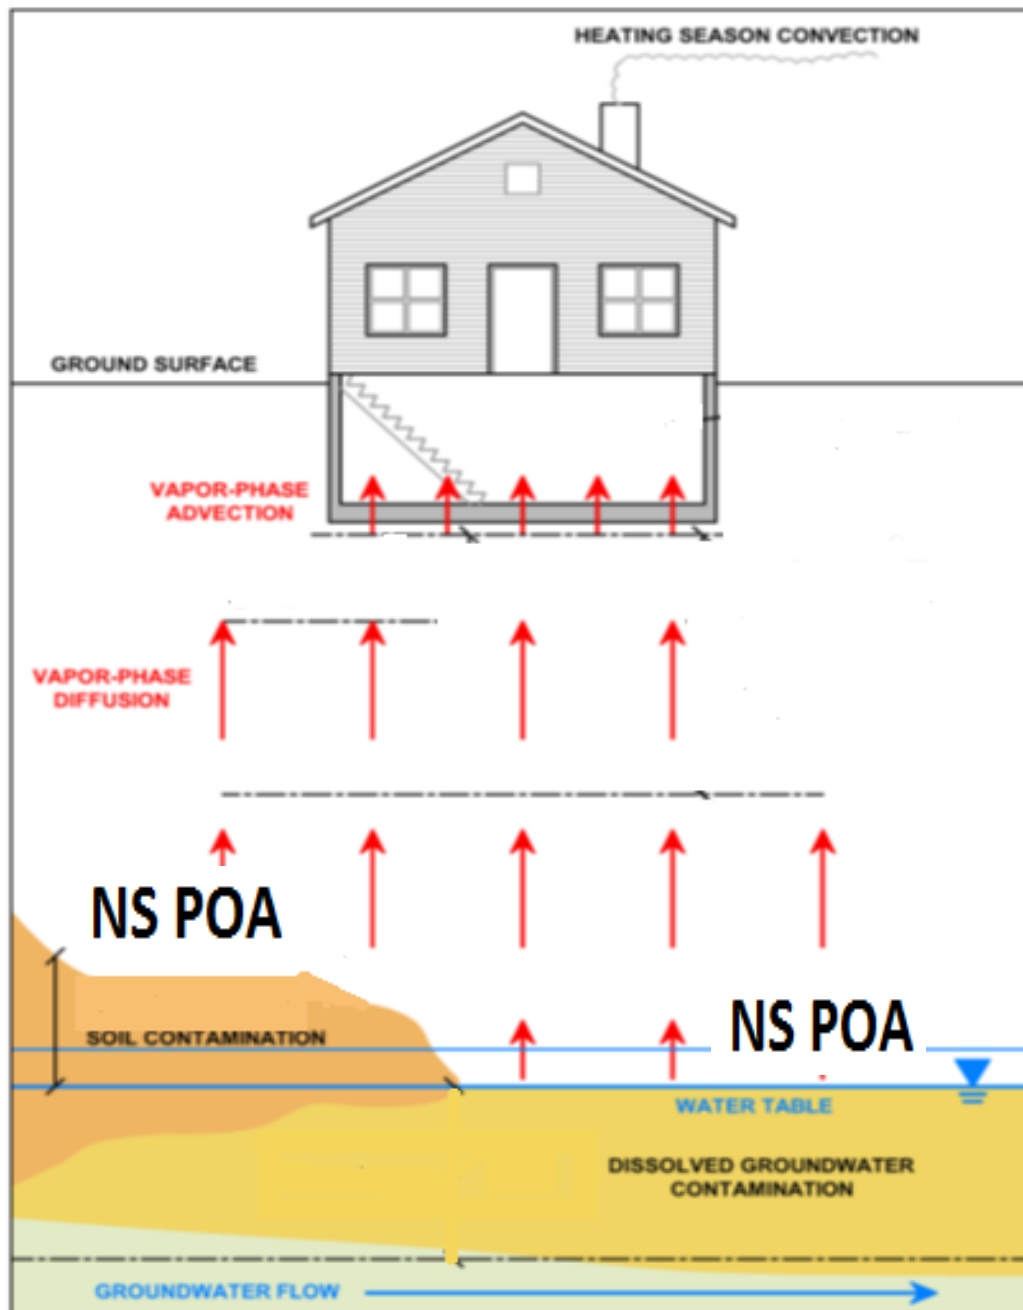 HEATING SEASON CONVECTION
GROUND SURFACE
VAPOR-PHASE
ADVECTION
VAPOR-PHASE
DIFFUSION
NS POA
NS POA
SOIL CONTAMINATION
WATER TABLE
DISSOLVED GROUNDWATER
CONTAMINATION
GROUNDWATER FLOW